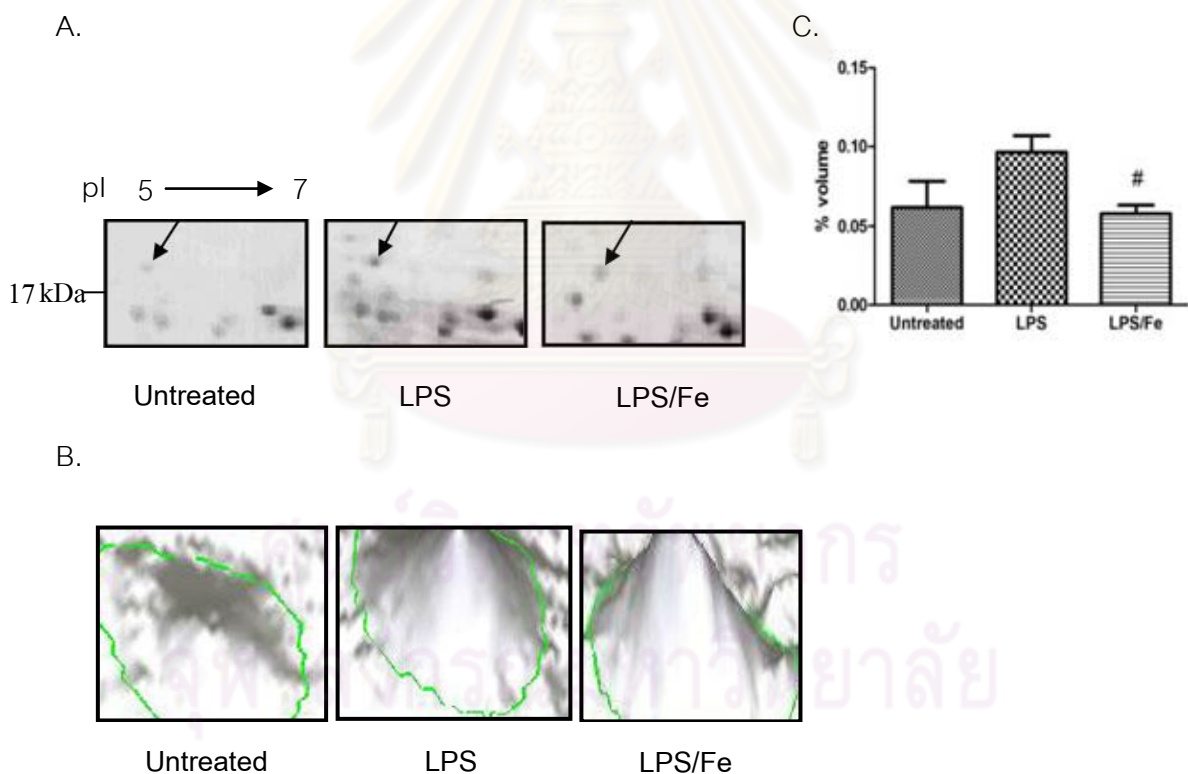 A.
C.
0.15
0.10
0.05
0.00
% volume
#
Untreated
LPS
LPS/Fe
pI 5 7
17 kDa
Untreated
LPS
LPS/Fe
B.
Untreated
LPS
LPS/Fe